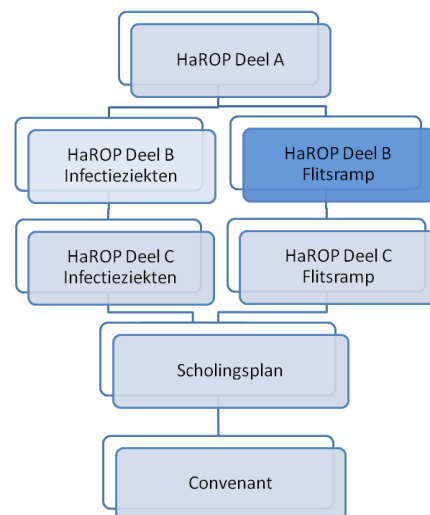 HaROP Deel A
HaROP Deel B
Infectieziekten
HaROP Deel B
Flitsramp
HaROP Deel C
Infectieziekten
HaROP Deel C
Flitsramp
Scholingsplan
Convenant